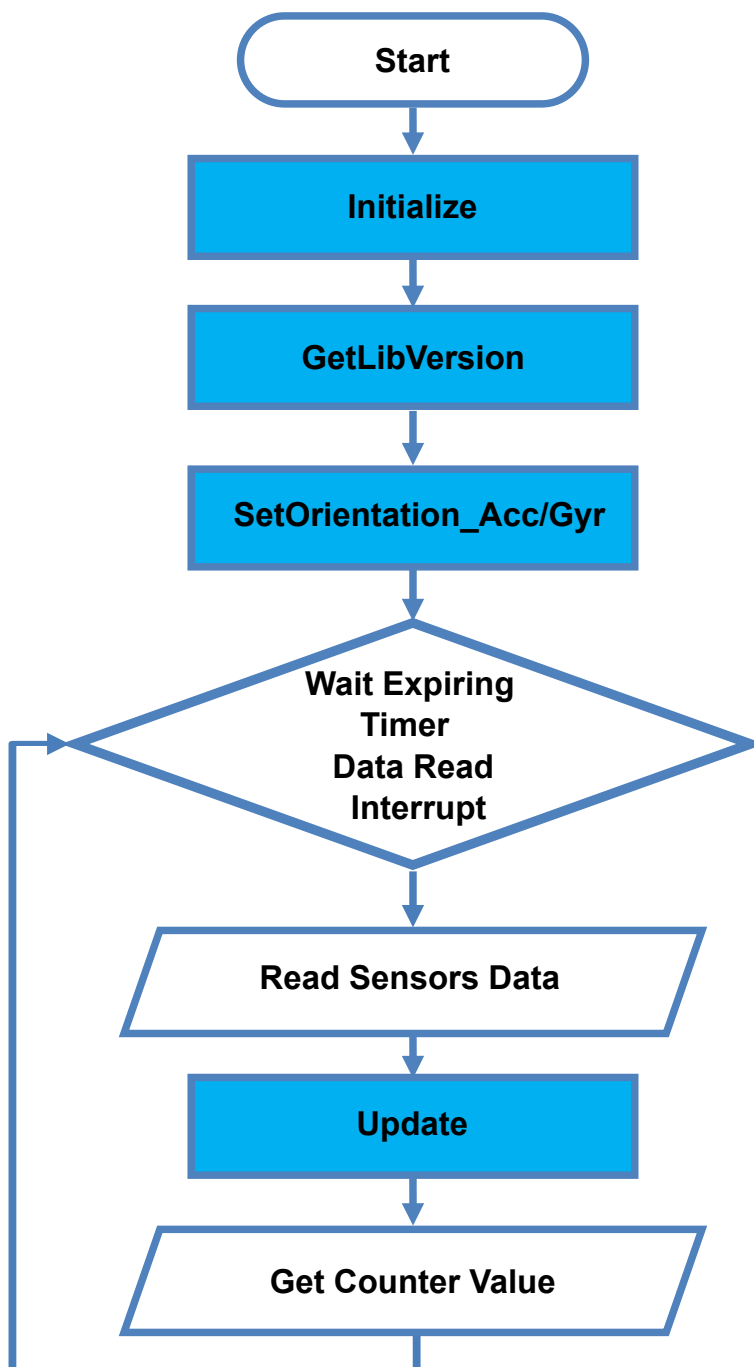 Start
Initialize
GetLibVersion
SetOrientation_Acc/Gyr
Wait Expiring
Timer
Data Read
Interrupt
Read Sensors Data
Update
Get Counter Value